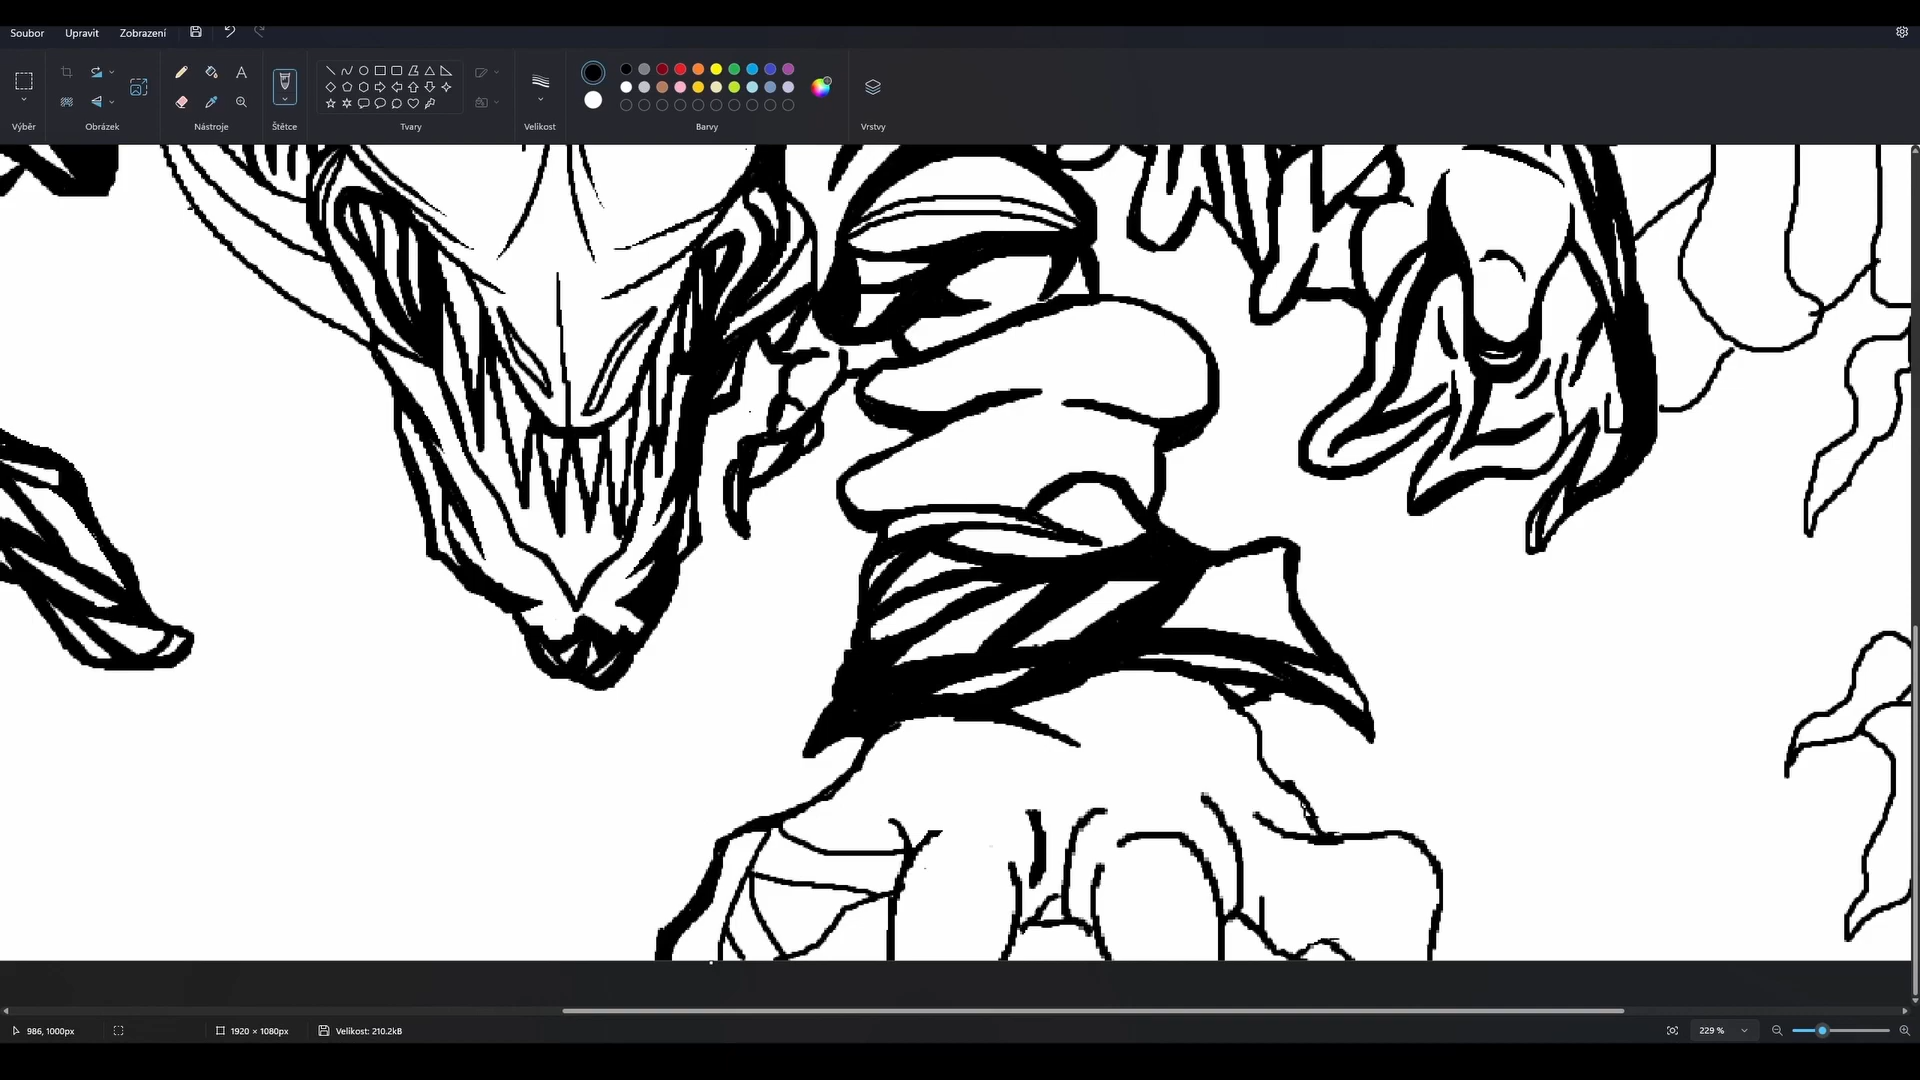 Soubor Upravit Zobrazení
A
Výběr Obrázek Nástroje Štětce Tvary Velikost Barvy Vrstvy
986, 1000px 1920 × 1080px Velikost: 210.2kB 229 %